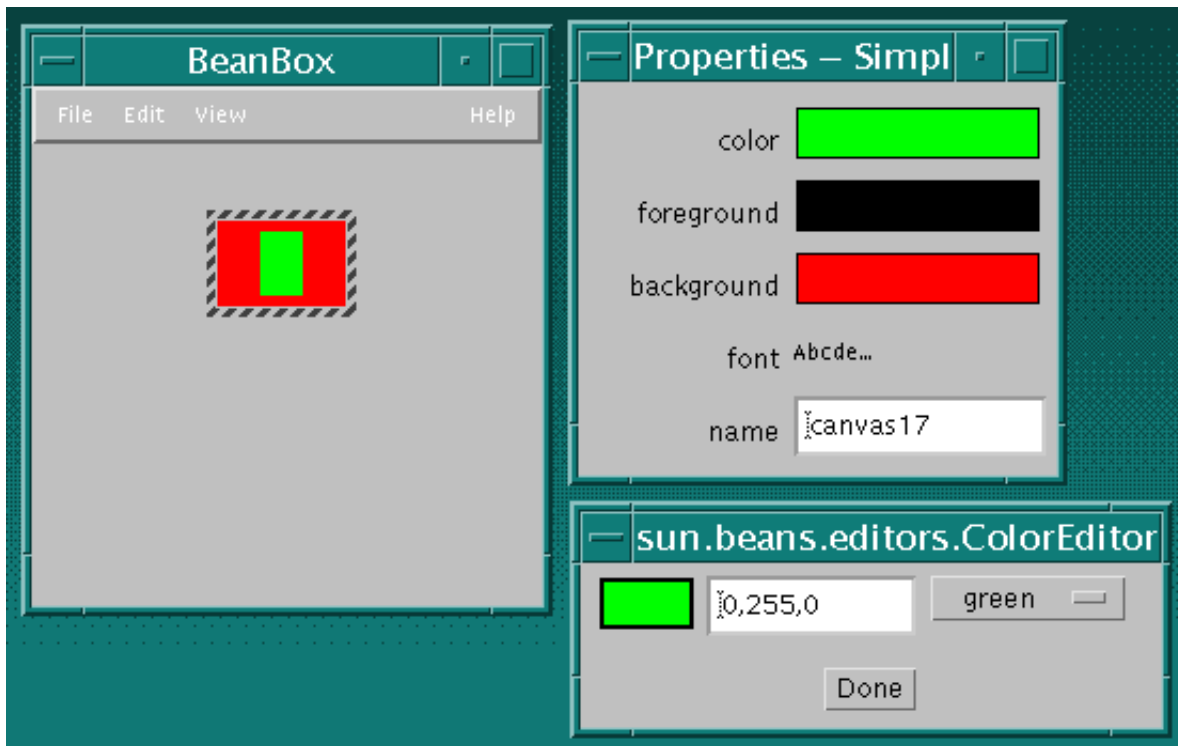 BeanBox
File Edit View Help
Properties – Simpl
color
foreground
background
font Abcde...
name canvas17
sun.beans.editors.ColorEditor
0,255,0 green
Done